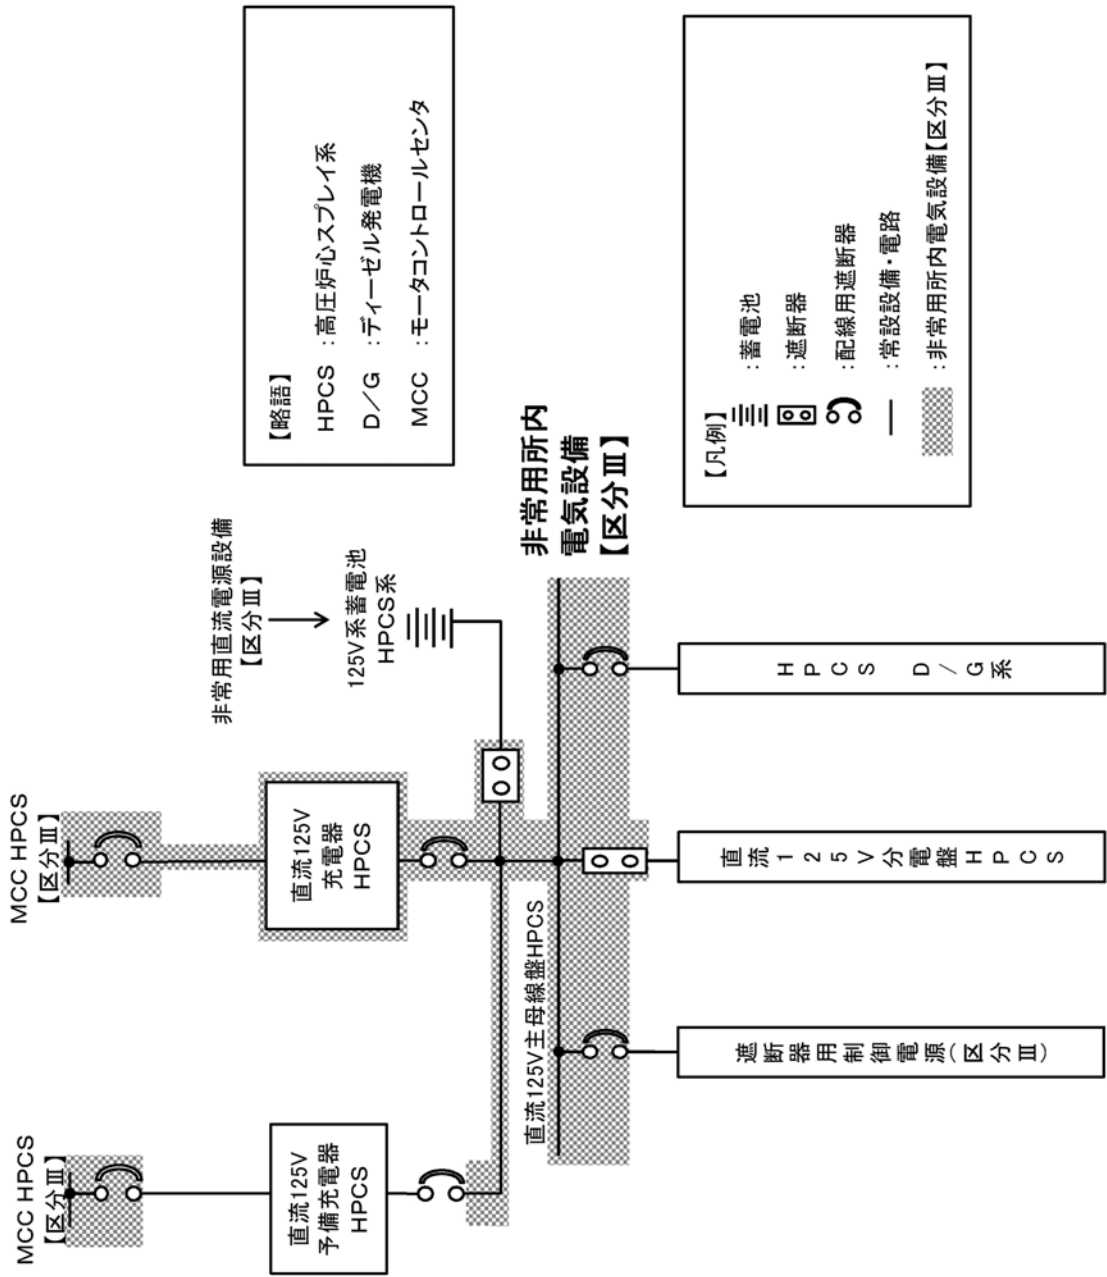 MCC HPCS
【区分Ⅲ】
直流125V
予備充電器
HPCS
MCC HPCS
【区分Ⅲ】
直流125V
充電器
HPCS
非常用直流電源設備
【区分Ⅲ】
125V系蓄電池
HPCS系
直流125V主母線盤HPCS
非常用所内
電気設備
【区分Ⅲ】
遮断器用制御電源(区分Ⅲ)
直流125V分電盤HPCS
HPCS D/G系
【略語】
HPCS :高圧炉心スプレイ系
D/G :ディーゼル発電機
MCC :モータコントロールセンタ
【凡例】
:蓄電池
:遮断器
:配線用遮断器
:常設設備・電路
:非常用所内電気設備【区分Ⅲ】